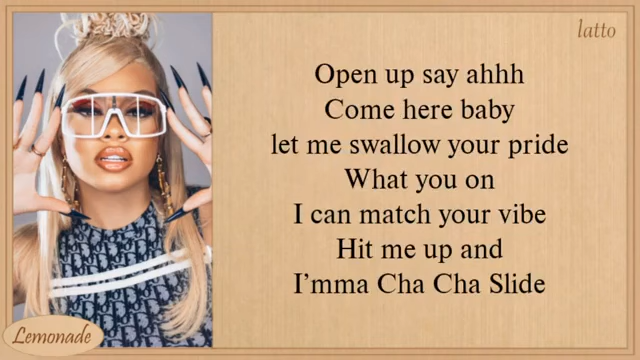 latto
Open up say ahhh
Come here baby
let me swallow your pride
What you on
I can match your vibe
Hit me up and
I'mma Cha Cha Slide
Lemonade